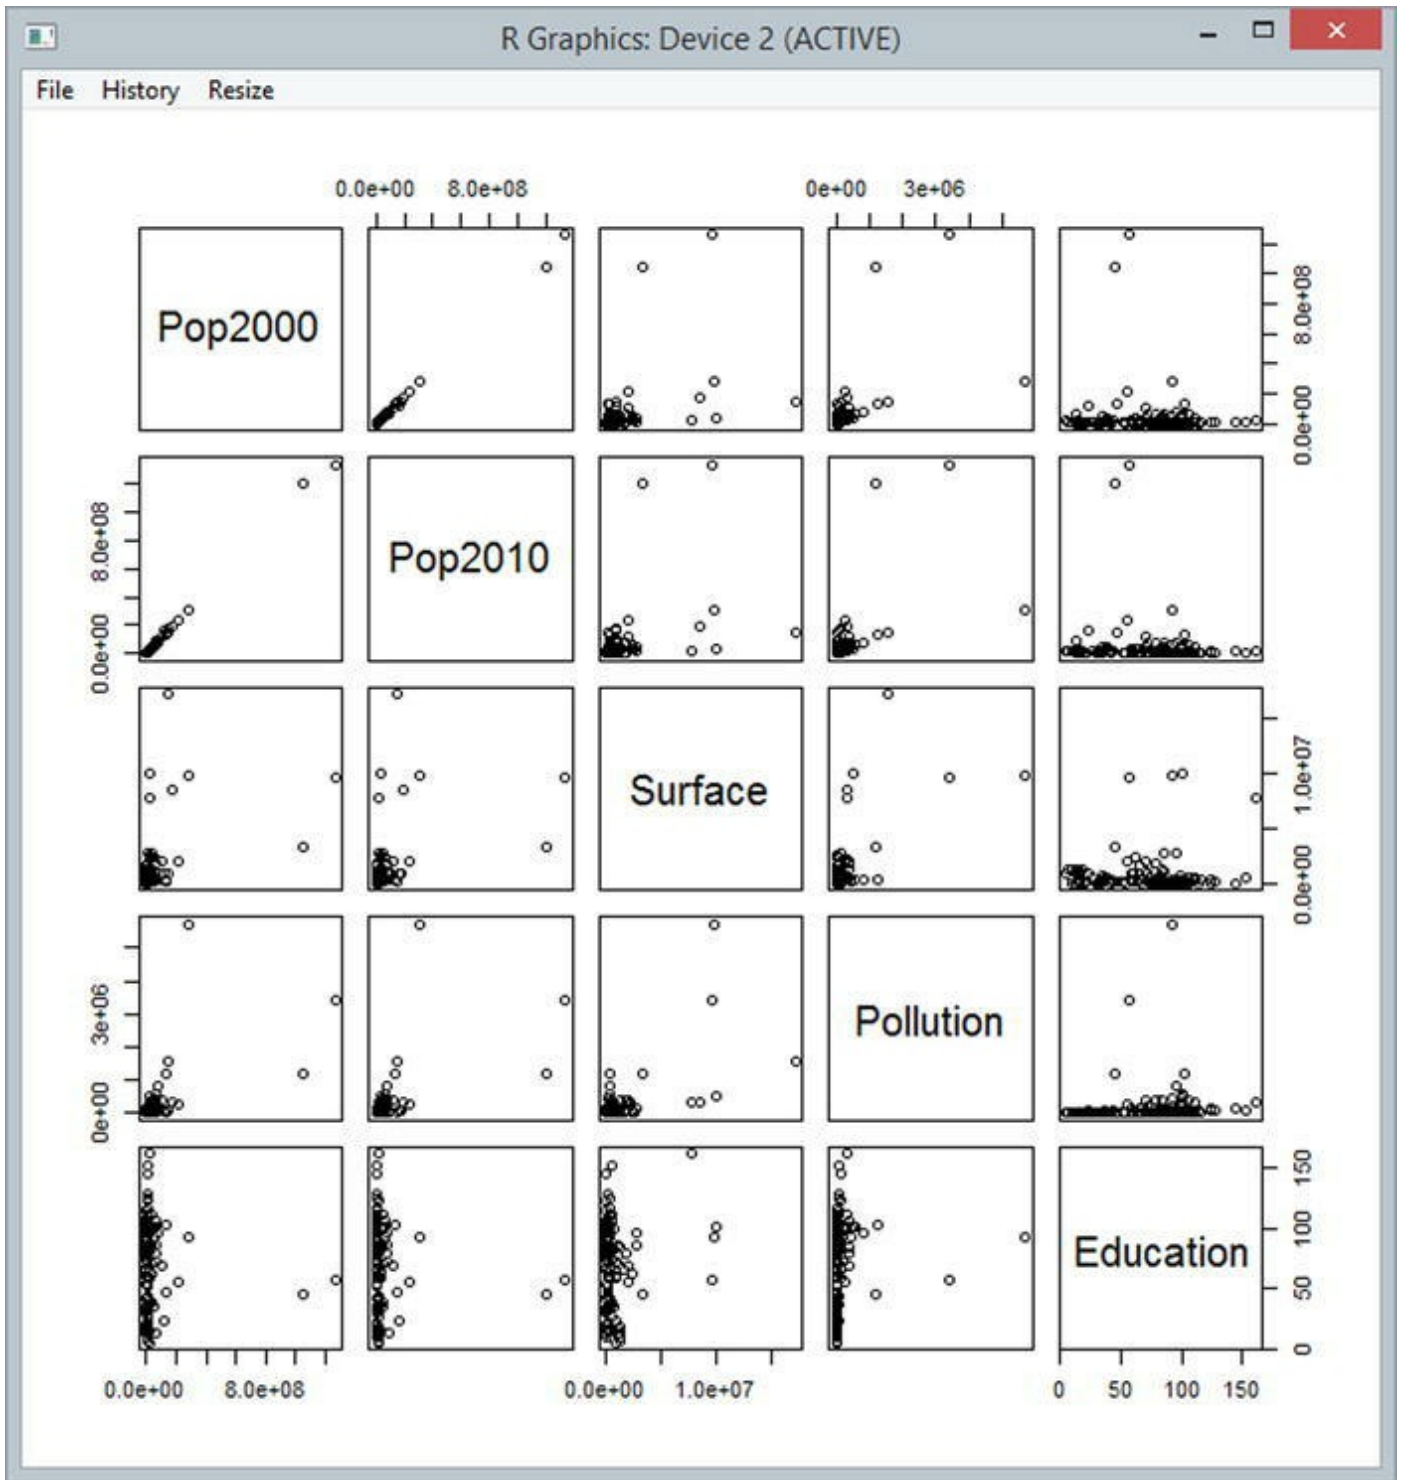 R Graphics: Device 2 (ACTIVE)
File History Resize
0.0e+00 8.0e+08 0e+00 3e+06
Pop2000
0.0e+00 8.0e+08
Pop2010
0.0e+00 8.0e+08
Surface
0.0e+00 1.0e+07
Pollution
0e+00 3e+06
Education
0 50 100 150
0.0e+00 8.0e+08 0.0e+00 1.0e+07 0 50 100 150